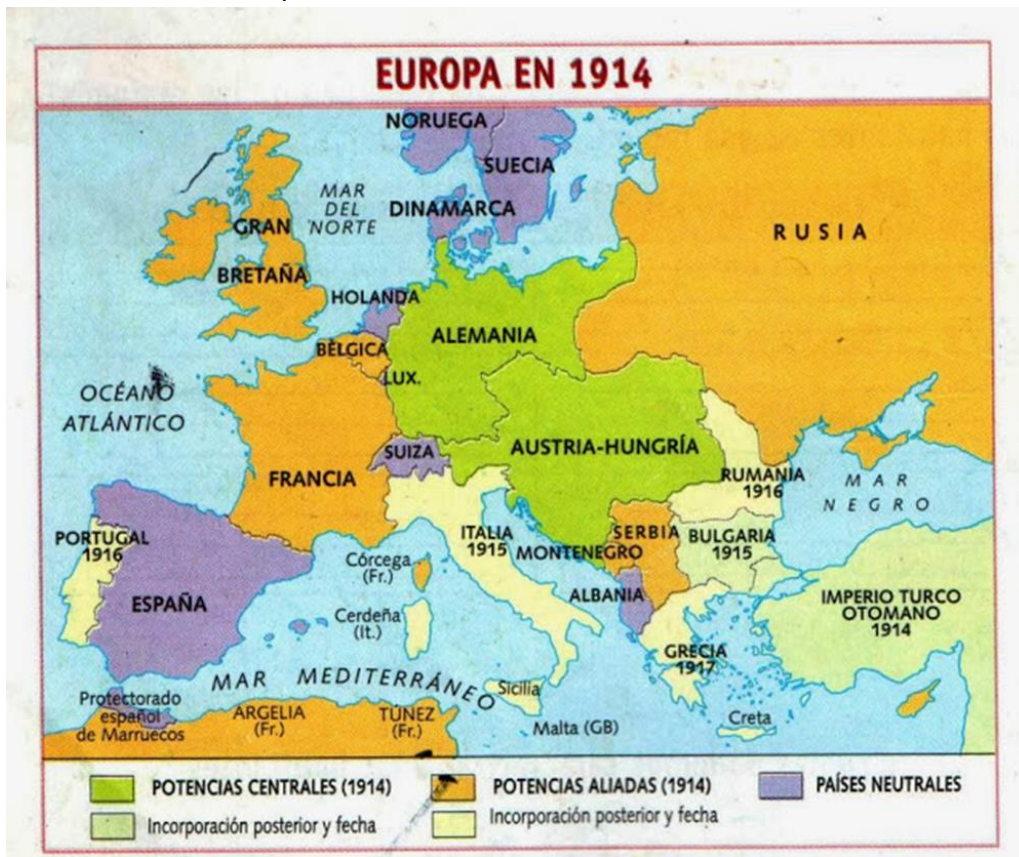 EUROPA EN 1914
NORUEGA
SUECIA
MAR
DEL
NORTE
DINAMARCA
RUSIA
GRAN
BRETAÑA
HOLANDA
ALEMANIA
BÉLGICA
LUX.
OCÉANO
ATLÁNTICO
AUSTRIA-HUNGRÍA
SUIZA
FRANCIA
RUMANIA
1916
MAR
NEGRO
PORTUGAL
1916
ITALIA
1915
SERBIA
BULGARIA
1915
MONTENEGRO
Córcega
(Fr.)
ALBANIA
ESPAÑA
IMPERIO TURCO
OTOMANO
1914
Cerdeña
(It.)
GRECIA
1917
MAR MEDITERRÁNEO
Sicilia
Protectorado
español
de Marruecos
ARGELIA
(Fr.)
TÚNEZ
(Fr.)
Malta (GB)
Creta
POTENCIAS CENTRALES (1914)
POTENCIAS ALIADAS (1914)
PAÍSES NEUTRALES
Incorporación posterior y fecha
Incorporación posterior y fecha